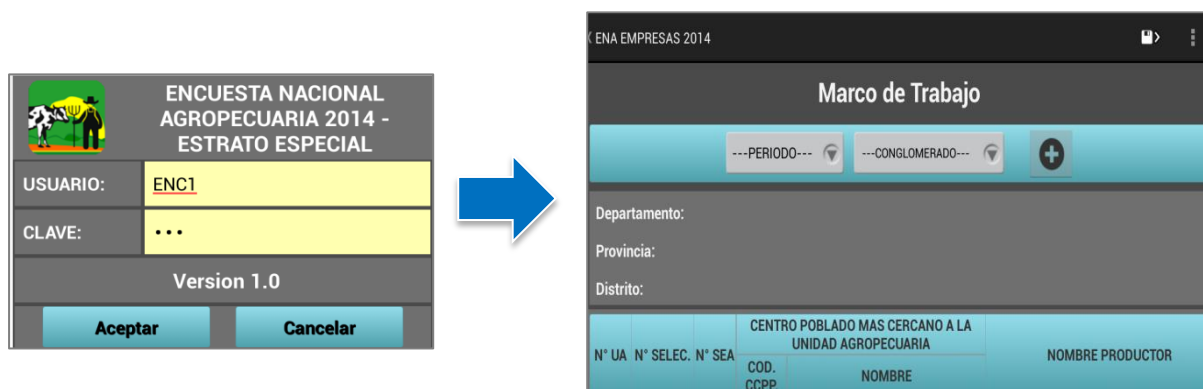 ENCUESTA NACIONAL
AGROPECUARIA 2014 -
ESTRATO ESPECIAL
USUARIO: ENC1
CLAVE: •••
Version 1.0
Aceptar Cancelar
ENA EMPRESAS 2014
Marco de Trabajo
---PERIODO--- ---CONGLOMERADO---
Departamento:
Provincia:
Distrito:
CENTRO POBLADO MAS CERCANO A LA
UNIDAD AGROPECUARIA
N° UA N° SELEC. N° SEA NOMBRE PRODUCTOR
COD. NOMBRE
CCPP